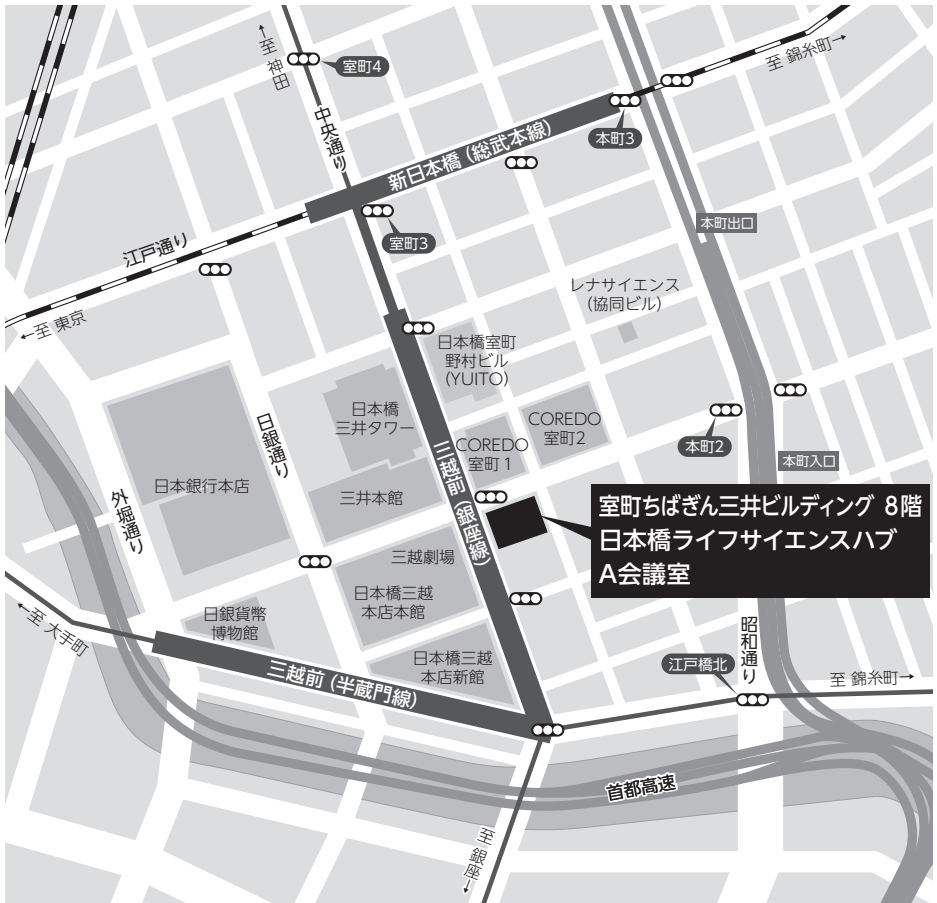 ←至 神田
室町4
至 錦糸町→
中央通り
本町3
新日本橋（総武本線）
室町3
本町出口
江戸通り
レナサイエンス
（協同ビル）
←至 東京
日本橋室町
野村ビル
（YUITO）
日本橋
三井タワー
日銀通り
COREDO
室町2
COREDO
室町1
本町2
三越前（銀座線）
本町入口
日本銀行本店
三井本館
外堀通り
室町ちばぎん三井ビルディング 8階
日本橋ライフサイエンスハブ
A会議室
三越劇場
日本橋三越
本店本館
日銀貨幣
博物館
←至 大手町
昭和通り
日本橋三越
本店新館
江戸橋北
三越前（半蔵門線）
至 錦糸町→
首都高速
至 銀座→